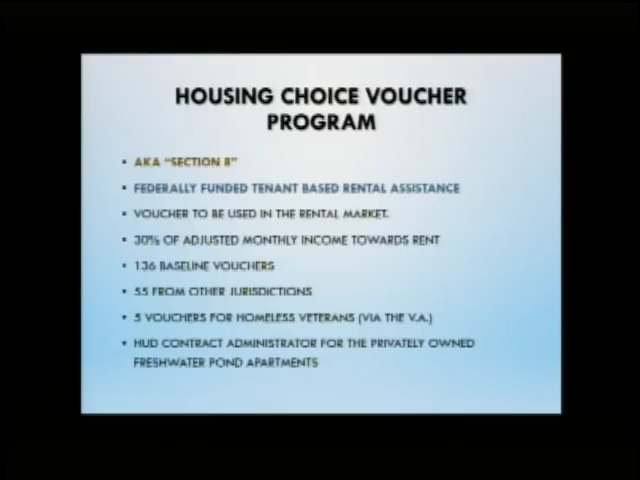 HOUSING CHOICE VOUCHER
PROGRAM
• AKA "SECTION 8"
• FEDERALLY FUNDED TENANT BASED RENTAL ASSISTANCE
• VOUCHER TO BE USED IN THE RENTAL MARKET.
• 30% OF ADJUSTED MONTHLY INCOME TOWARDS RENT
• 136 BASELINE VOUCHERS
• 55 FROM OTHER JURISDICTIONS
• 5 VOUCHERS FOR HOMELESS VETERANS (VIA THE V.A.)
• HUD CONTRACT ADMINISTRATOR FOR THE PRIVATELY OWNED
FRESHWATER POND APARTMENTS